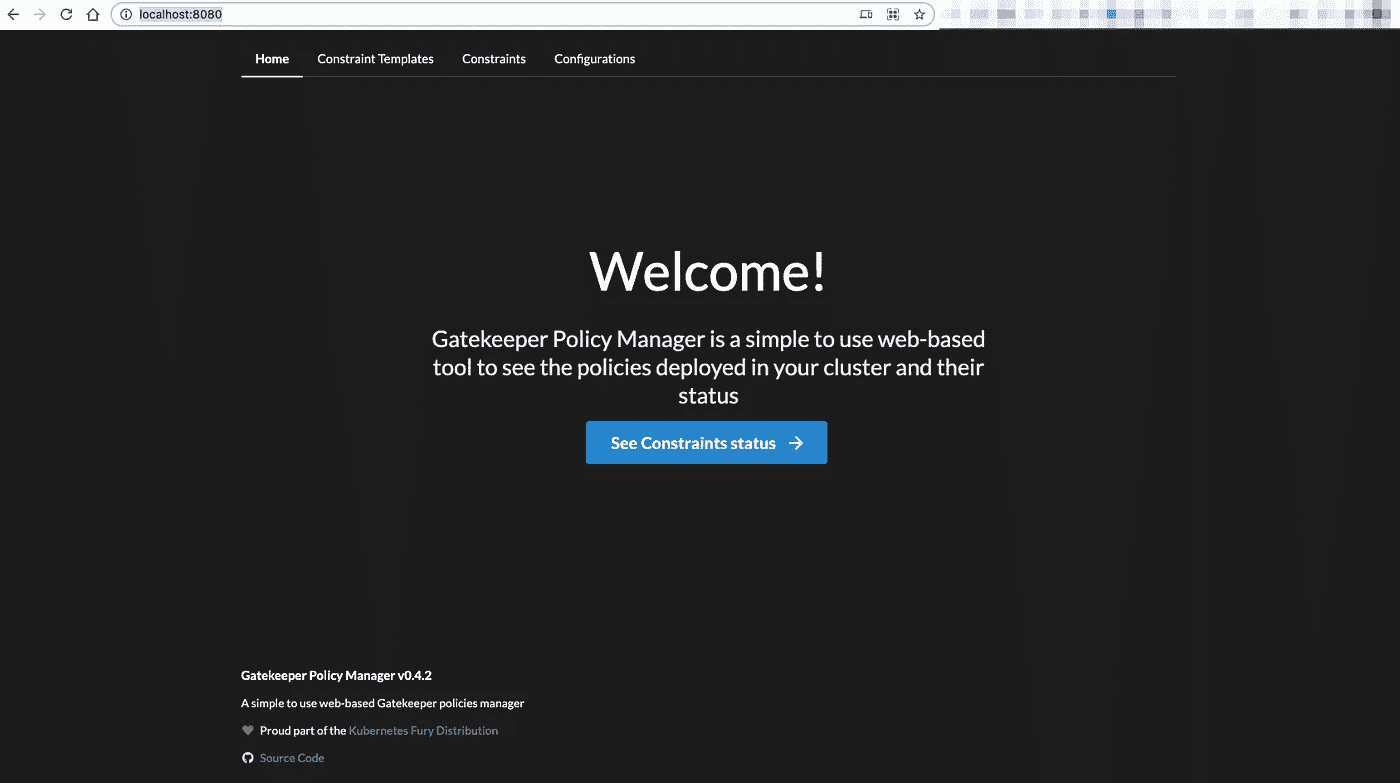 localhost:8080
Home Constraint Templates Constraints Configurations
Welcome!
Gatekeeper Policy Manager is a simple to use web-based
tool to see the policies deployed in your cluster and their
status
See Constraints status
Gatekeeper Policy Manager v0.4.2
A simple to use web-based Gatekeeper policies manager
Proud part of the Kubernetes Fury Distribution
Source Code